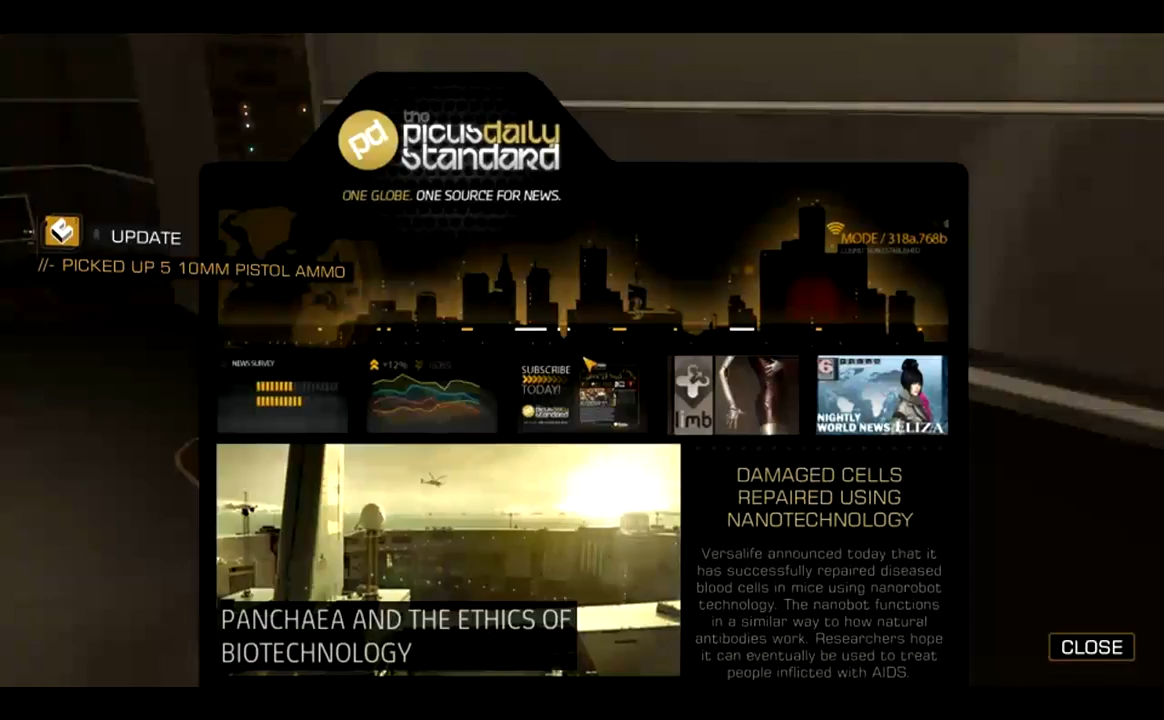 the
picusdaily
standard
pd
ONE GLOBE. ONE SOURCE FOR NEWS.
UPDATE
//- PICKED UP 5 10MM PISTOL AMMO
MODE / 318a.768b
NEWS SURVEY
+12%
SUBSCRIBE
TODAY!
picusdaily
standard
limb
6
NIGHTLY
WORLD NEWS ELIZA
PANCHAEA AND THE ETHICS OF
BIOTECHNOLOGY
DAMAGED CELLS
REPAIRED USING
NANOTECHNOLOGY
Versalife announced today that it
has successfully repaired diseased
blood cells in mice using nanorobot
technology. The nanobot functions
in a similar way to how natural
antibodies work. Researchers hope
it can eventually be used to treat
people inflicted with AIDS.
CLOSE